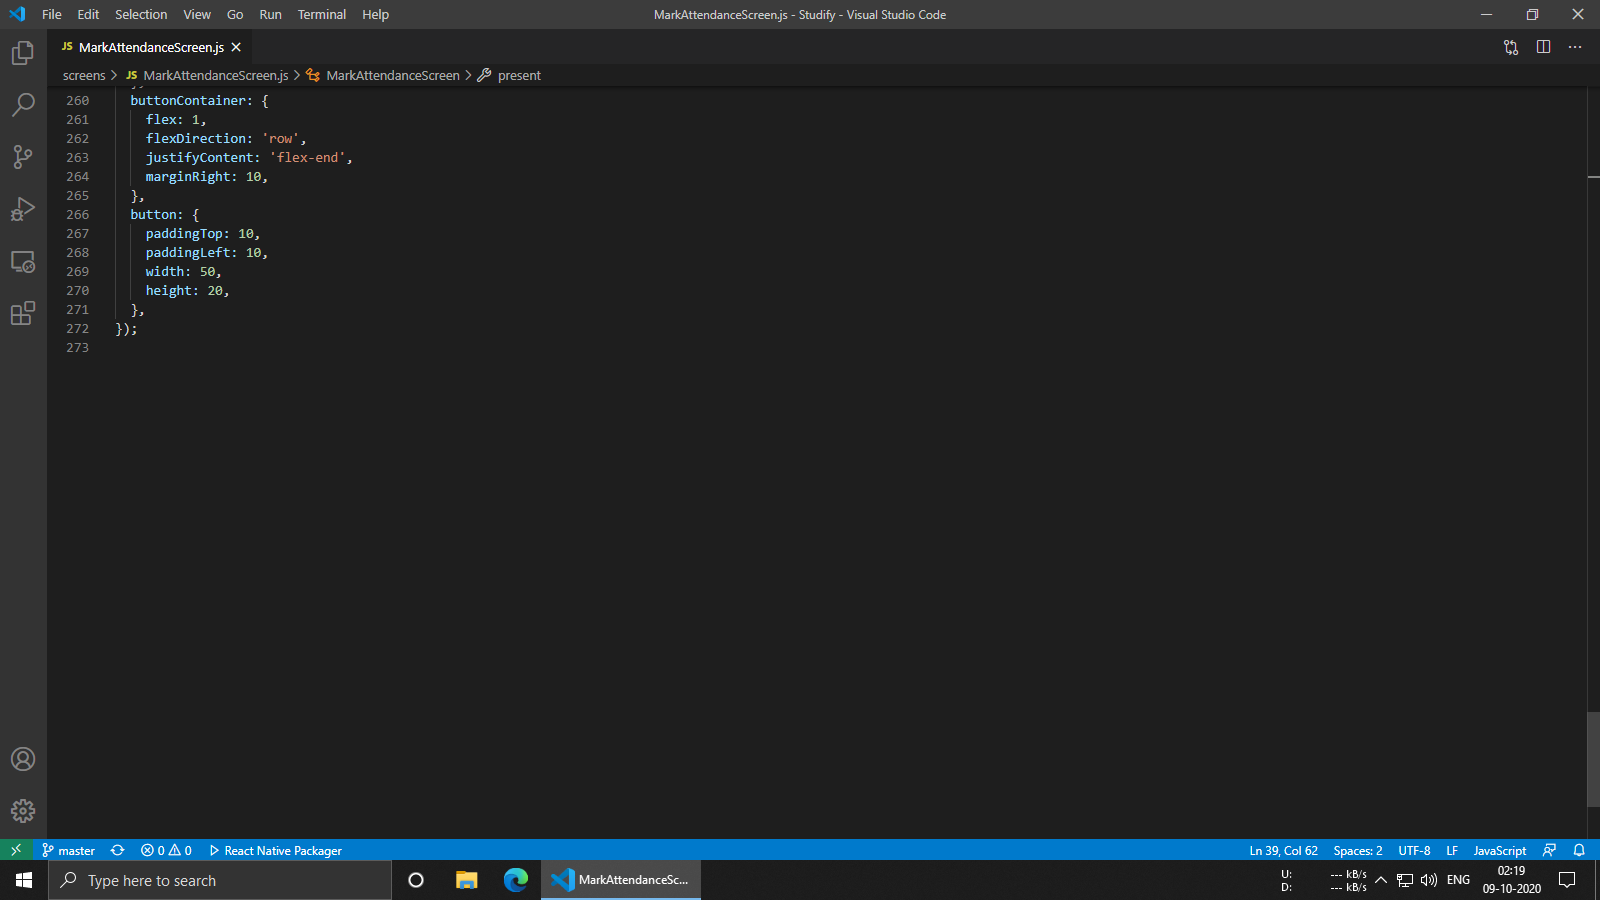 File Edit Selection View Go Run Terminal Help
MarkAttendanceScreen.js - Studify - Visual Studio Code
JS MarkAttendanceScreen.js
screens > JS MarkAttendanceScreen.js > MarkAttendanceScreen > present
260 buttonContainer: {
261 flex: 1,
262 flexDirection: 'row',
263 justifyContent: 'flex-end',
264 marginRight: 10,
265 },
266 button: {
267 paddingTop: 10,
268 paddingLeft: 10,
269 width: 50,
270 height: 20,
271 },
272 });
273
master 0 0 React Native Packager
Ln 39, Col 62 Spaces: 2 UTF-8 LF JavaScript
Type here to search
MarkAttendanceSc...
U: --- kB/s
D: --- kB/s
ENG
02:19
09-10-2020